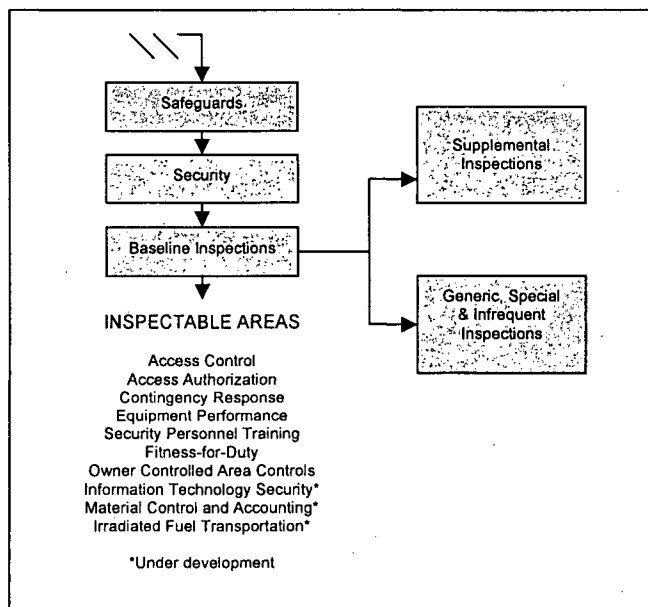 Safeguards
Security
Baseline Inspections
Supplemental
Inspections
Generic, Special
& Infrequent
Inspections
INSPECTABLE AREAS
Access Control
Access Authorization
Contingency Response
Equipment Performance
Security Personnel Training
Fitness-for-Duty
Owner Controlled Area Controls
Information Technology Security*
Material Control and Accounting*
Irradiated Fuel Transportation*
*Under development